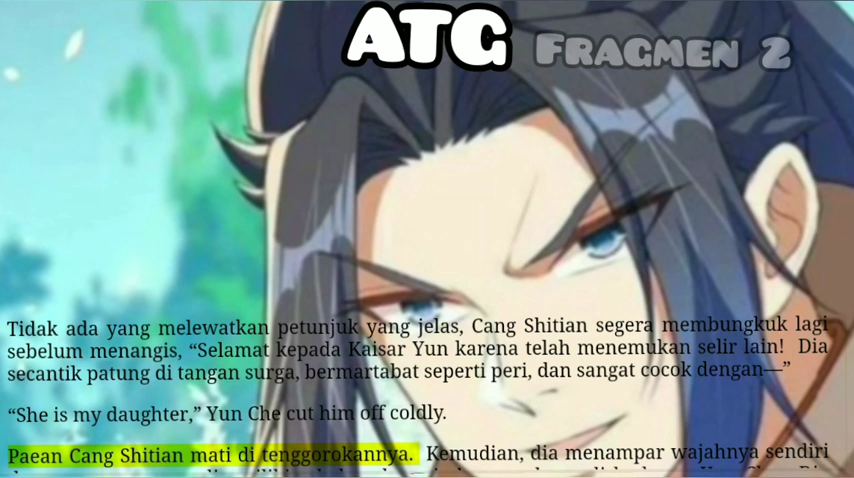 ATG FRAGMEN 2
Tidak ada yang melewatkan petunjuk yang jelas, Cang Shitian segera membungkuk lagi
sebelum menangis, “Selamat kepada Kaisar Yun karena telah menemukan selir lain! Dia
secantik patung di tangan surga, bermartabat seperti peri, dan sangat cocok dengan—”
“She is my daughter,” Yun Che cut him off coldly.
Paean Cang Shitian mati di tenggorokannya. Kemudian, dia menampar wajahnya sendiri